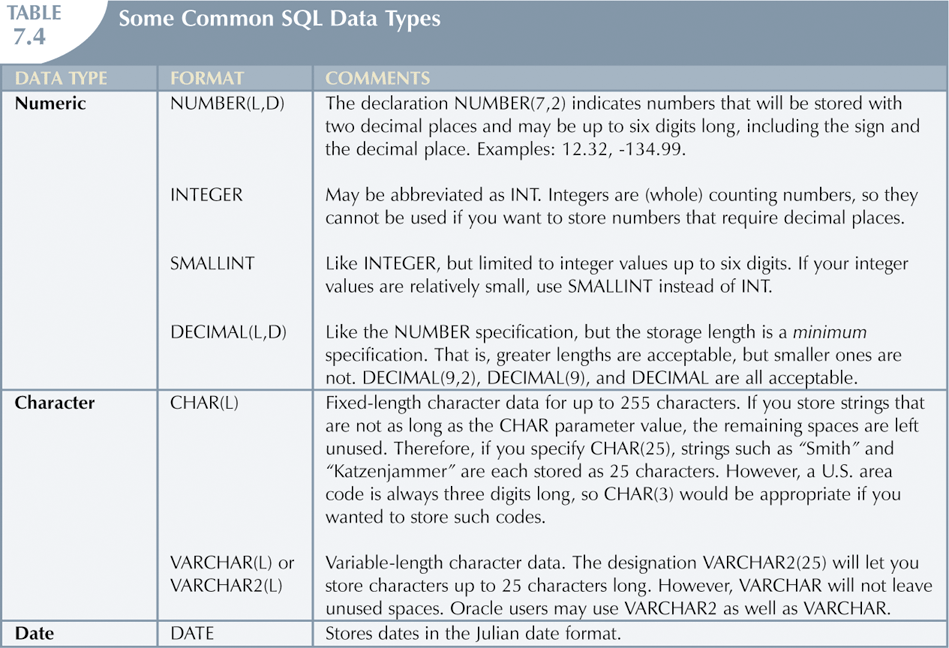 TABLE
7.4
Some Common SQL Data Types
DATA TYPE FORMAT COMMENTS
Numeric NUMBER(L,D) The declaration NUMBER(7,2) indicates numbers that will be stored with
two decimal places and may be up to six digits long, including the sign and
the decimal place. Examples: 12.32, -134.99.
INTEGER May be abbreviated as INT. Integers are (whole) counting numbers, so they
cannot be used if you want to store numbers that require decimal places.
SMALLINT Like INTEGER, but limited to integer values up to six digits. If your integer
values are relatively small, use SMALLINT instead of INT.
DECIMAL(L,D) Like the NUMBER specification, but the storage length is a minimum
specification. That is, greater lengths are acceptable, but smaller ones are
not. DECIMAL(9,2), DECIMAL(9), and DECIMAL are all acceptable.
Character CHAR(L) Fixed-length character data for up to 255 characters. If you store strings that
are not as long as the CHAR parameter value, the remaining spaces are left
unused. Therefore, if you specify CHAR(25), strings such as “Smith” and
“Katzenjammer” are each stored as 25 characters. However, a U.S. area
code is always three digits long, so CHAR(3) would be appropriate if you
wanted to store such codes.
VARCHAR(L) or Variable-length character data. The designation VARCHAR2(25) will let you
VARCHAR2(L) store characters up to 25 characters long. However, VARCHAR will not leave
unused spaces. Oracle users may use VARCHAR2 as well as VARCHAR.
Date DATE Stores dates in the Julian date format.